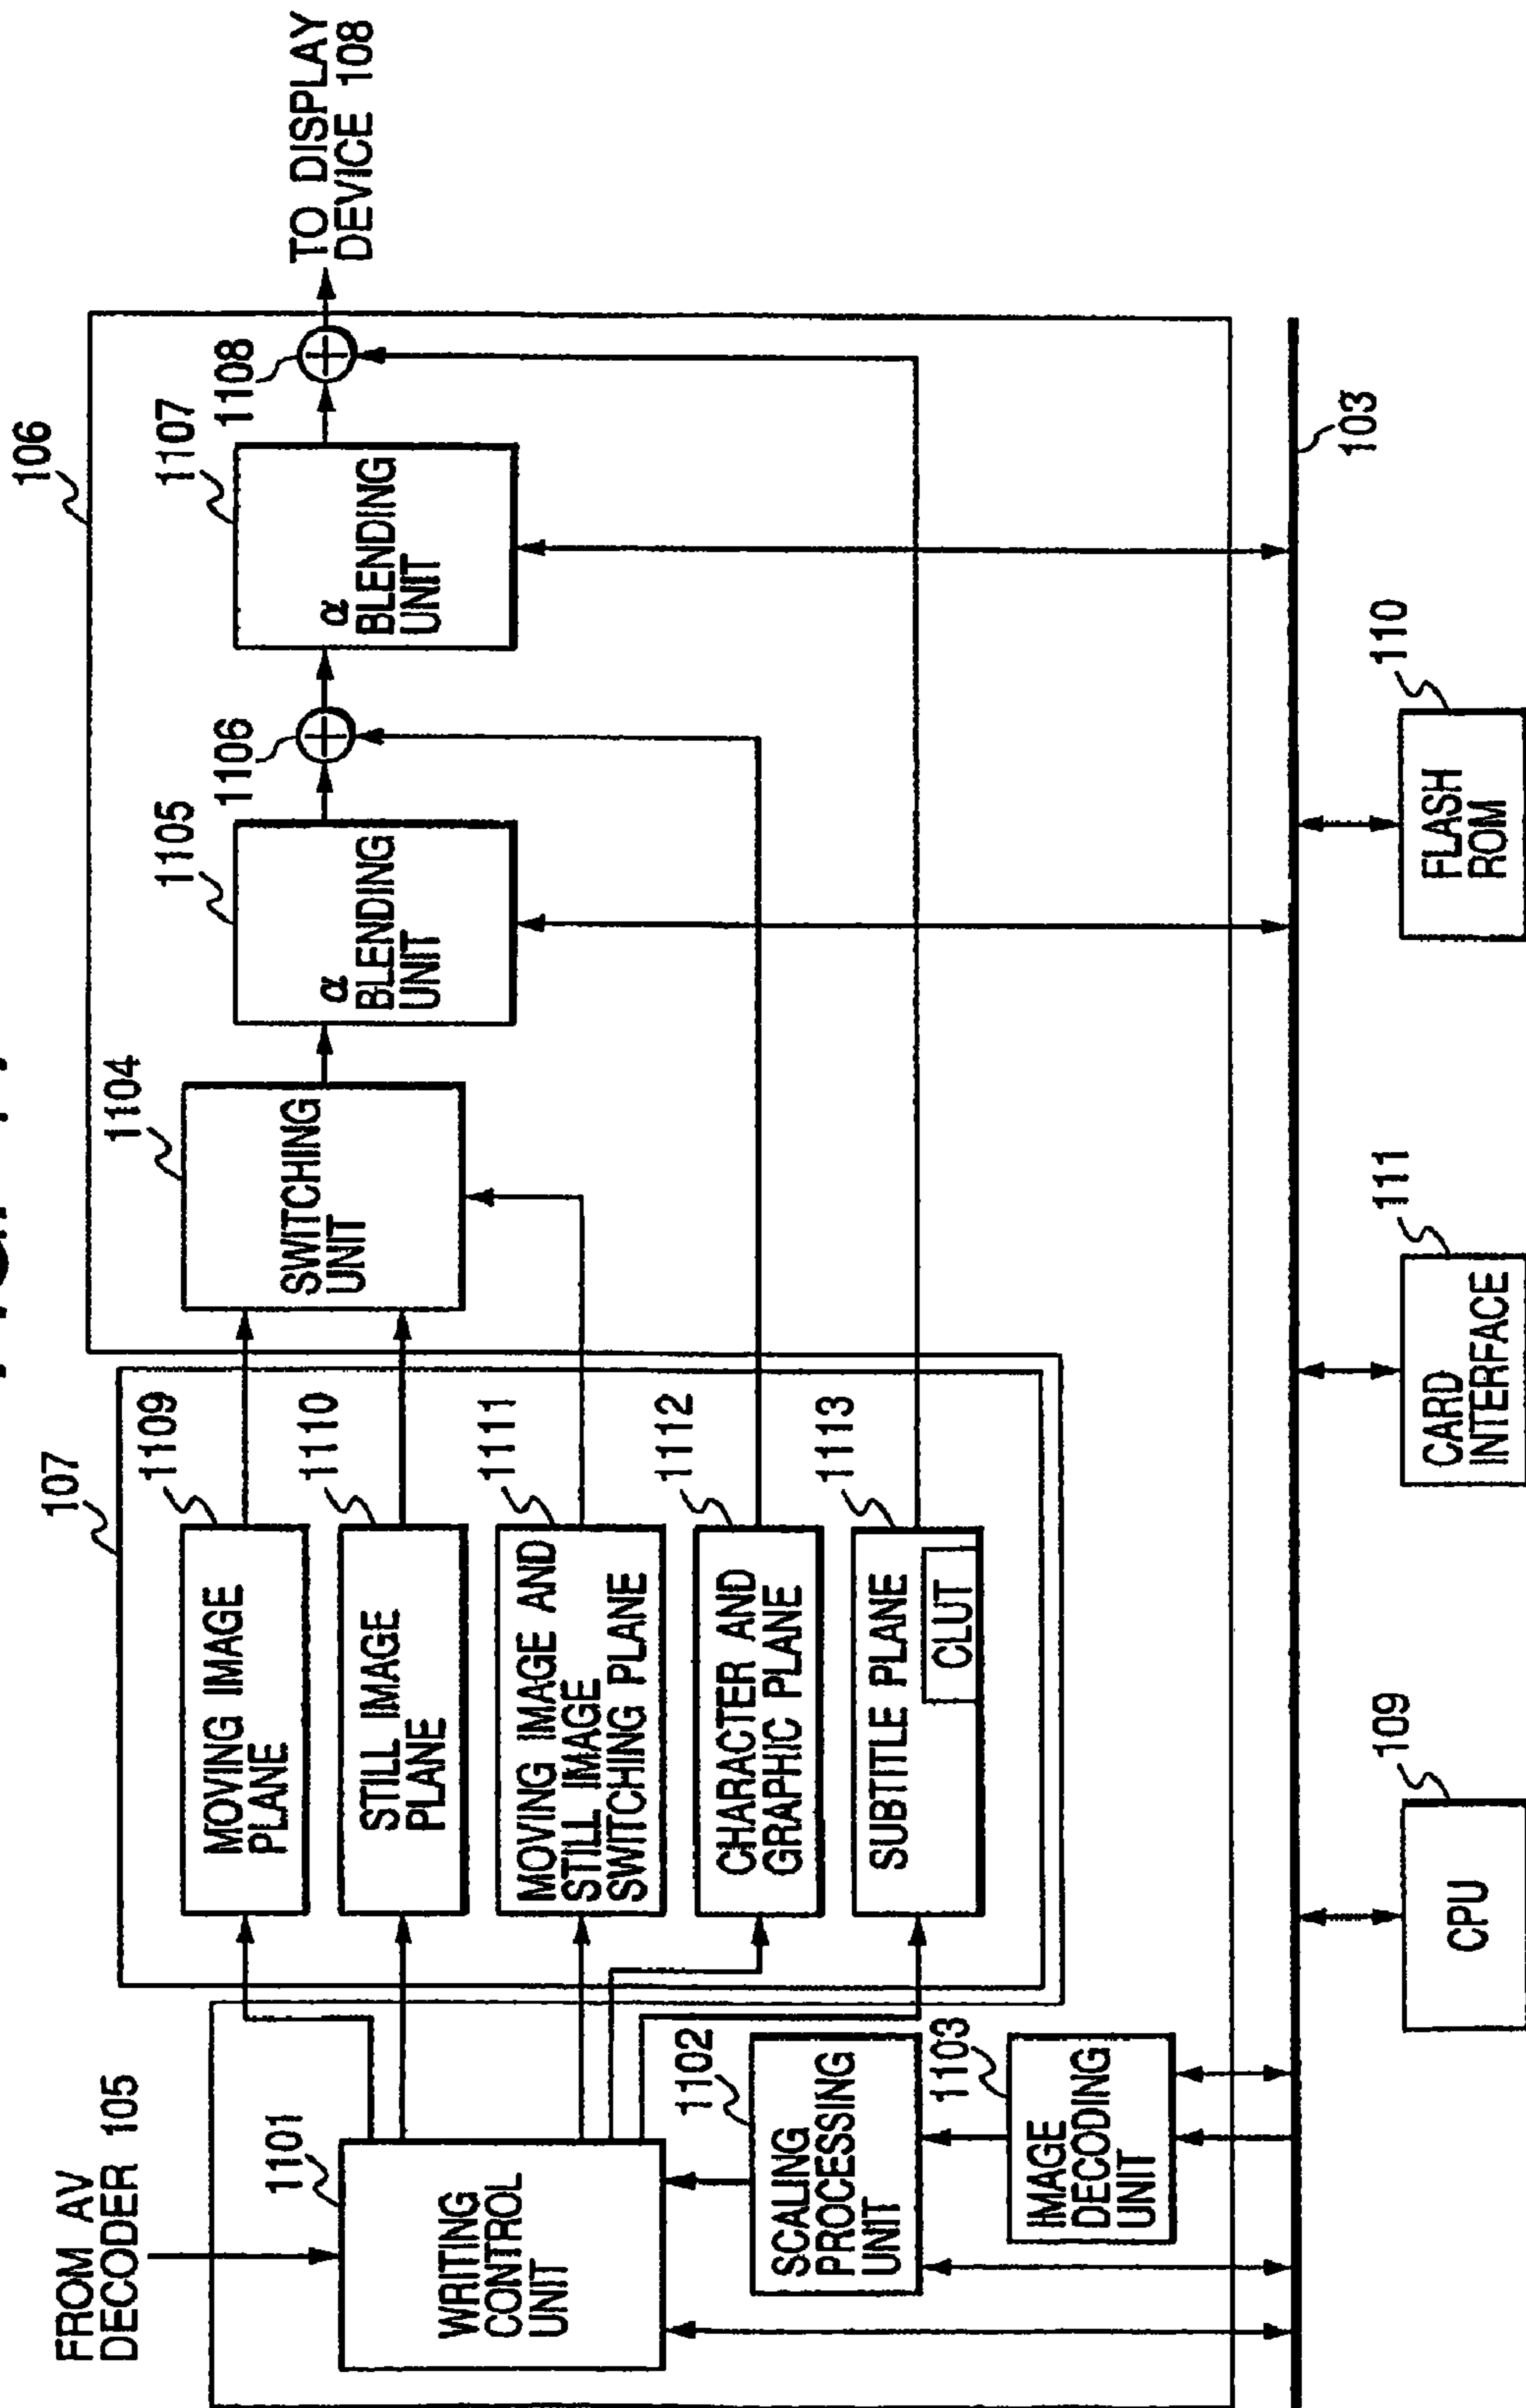 FROM AV
DECODER 105
1101
WRITING
CONTROL
UNIT
1102
SCALING
PROCESSING
UNIT
1103
IMAGE
DECODING
UNIT
107
MOVING IMAGE
PLANE
1109
STILL IMAGE
PLANE
1110
MOVING IMAGE AND
STILL IMAGE
SWITCHING PLANE
1111
CHARACTER AND
GRAPHIC PLANE
1112
SUBTITLE PLANE
CLUT
1113
106
1104
SWITCHING
UNIT
1105
α
BLENDING
UNIT
1106
1107
α
BLENDING
UNIT
1108
TO DISPLAY
DEVICE 108
103
109
CPU
111
CARD
INTERFACE
110
FLASH
ROM